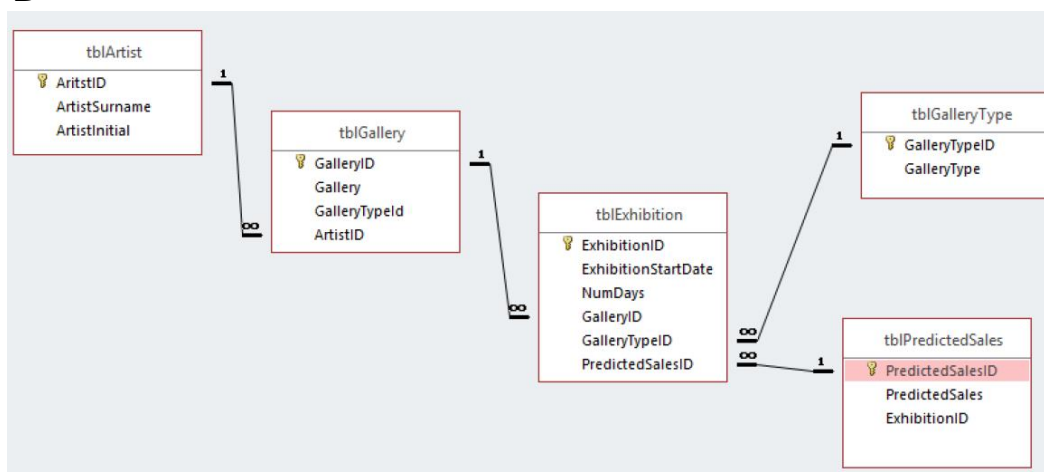 tblArtist
AritstID
ArtistSurname
ArtistInitial
1
∞
tblGallery
GalleryID
Gallery
GalleryTypeId
ArtistID
1
∞
tblExhibition
ExhibitionID
ExhibitionStartDate
NumDays
GalleryID
GalleryTypeID
PredictedSalesID
∞
∞
1
1
tblGalleryType
GalleryTypeID
GalleryType
tblPredictedSales
PredictedSalesID
PredictedSales
ExhibitionID